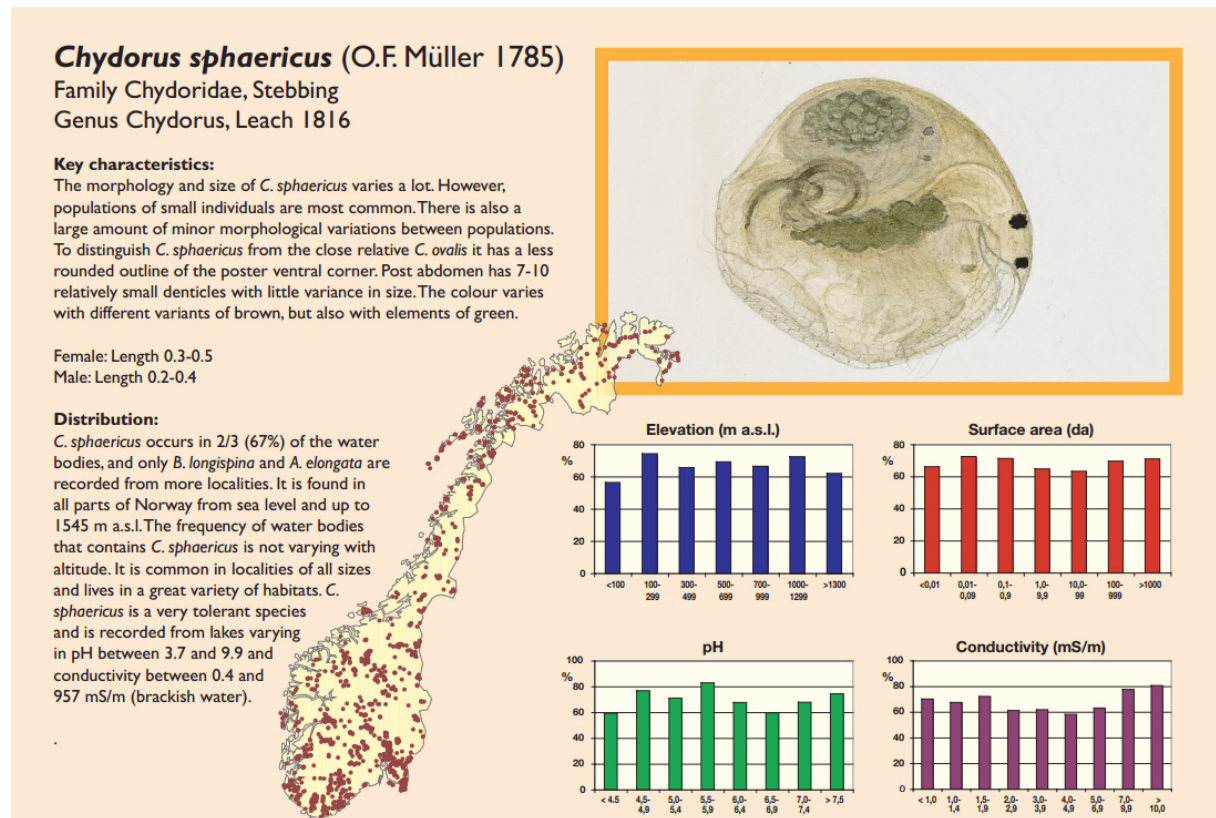 Chydorus sphaericus (O.F. Müller 1785)
Family Chydoridae, Stebbing
Genus Chydorus, Leach 1816
Key characteristics:
The morphology and size of C. sphaericus varies a lot. However,
populations of small individuals are most common. There is also a
large amount of minor morphological variations between populations.
To distinguish C. sphaericus from the close relative C. ovalis it has a less
rounded outline of the poster ventral corner. Post abdomen has 7-10
relatively small denticles with little variance in size. The colour varies
with different variants of brown, but also with elements of green.
Female: Length 0.3-0.5
Male: Length 0.2-0.4
Distribution:
C. sphaericus occurs in 2/3 (67%) of the water
bodies, and only B. longispina and A. elongata are
recorded from more localities. It is found in
all parts of Norway from sea level and up to
1545 m a.s.l. The frequency of water bodies
that contains C. sphaericus is not varying with
altitude. It is common in localities of all sizes
and lives in a great variety of habitats. C.
sphaericus is a very tolerant species
and is recorded from lakes varying
in pH between 3.7 and 9.9 and
conductivity between 0.4 and
957 mS/m (brackish water).
.
Elevation (m a.s.l.)
80
%
60
40
20
0
<100 100- 300- 500- 700- 1000- >1300
299 499 699 999 1299
Surface area (da)
80
%
60
40
20
0
<0,01 0,01- 0,1- 1,0- 10,0- 100- >1000
0,09 0,9 9,9 99 999
pH
100
%
80
60
40
20
0
< 4.5 4,5- 5,0- 5,5- 6,0- 6,5- 7,0- > 7,5
4,9 5,4 5,9 6,4 6,9 7,4
Conductivity (mS/m)
100
%
80
60
40
20
0
< 1,0 1,0- 1,5- 2,0- 3,0- 4,0- 5,0- 7,0- >
1,4 1,9 2,9 3,9 4,9 6,9 9,9 10,0